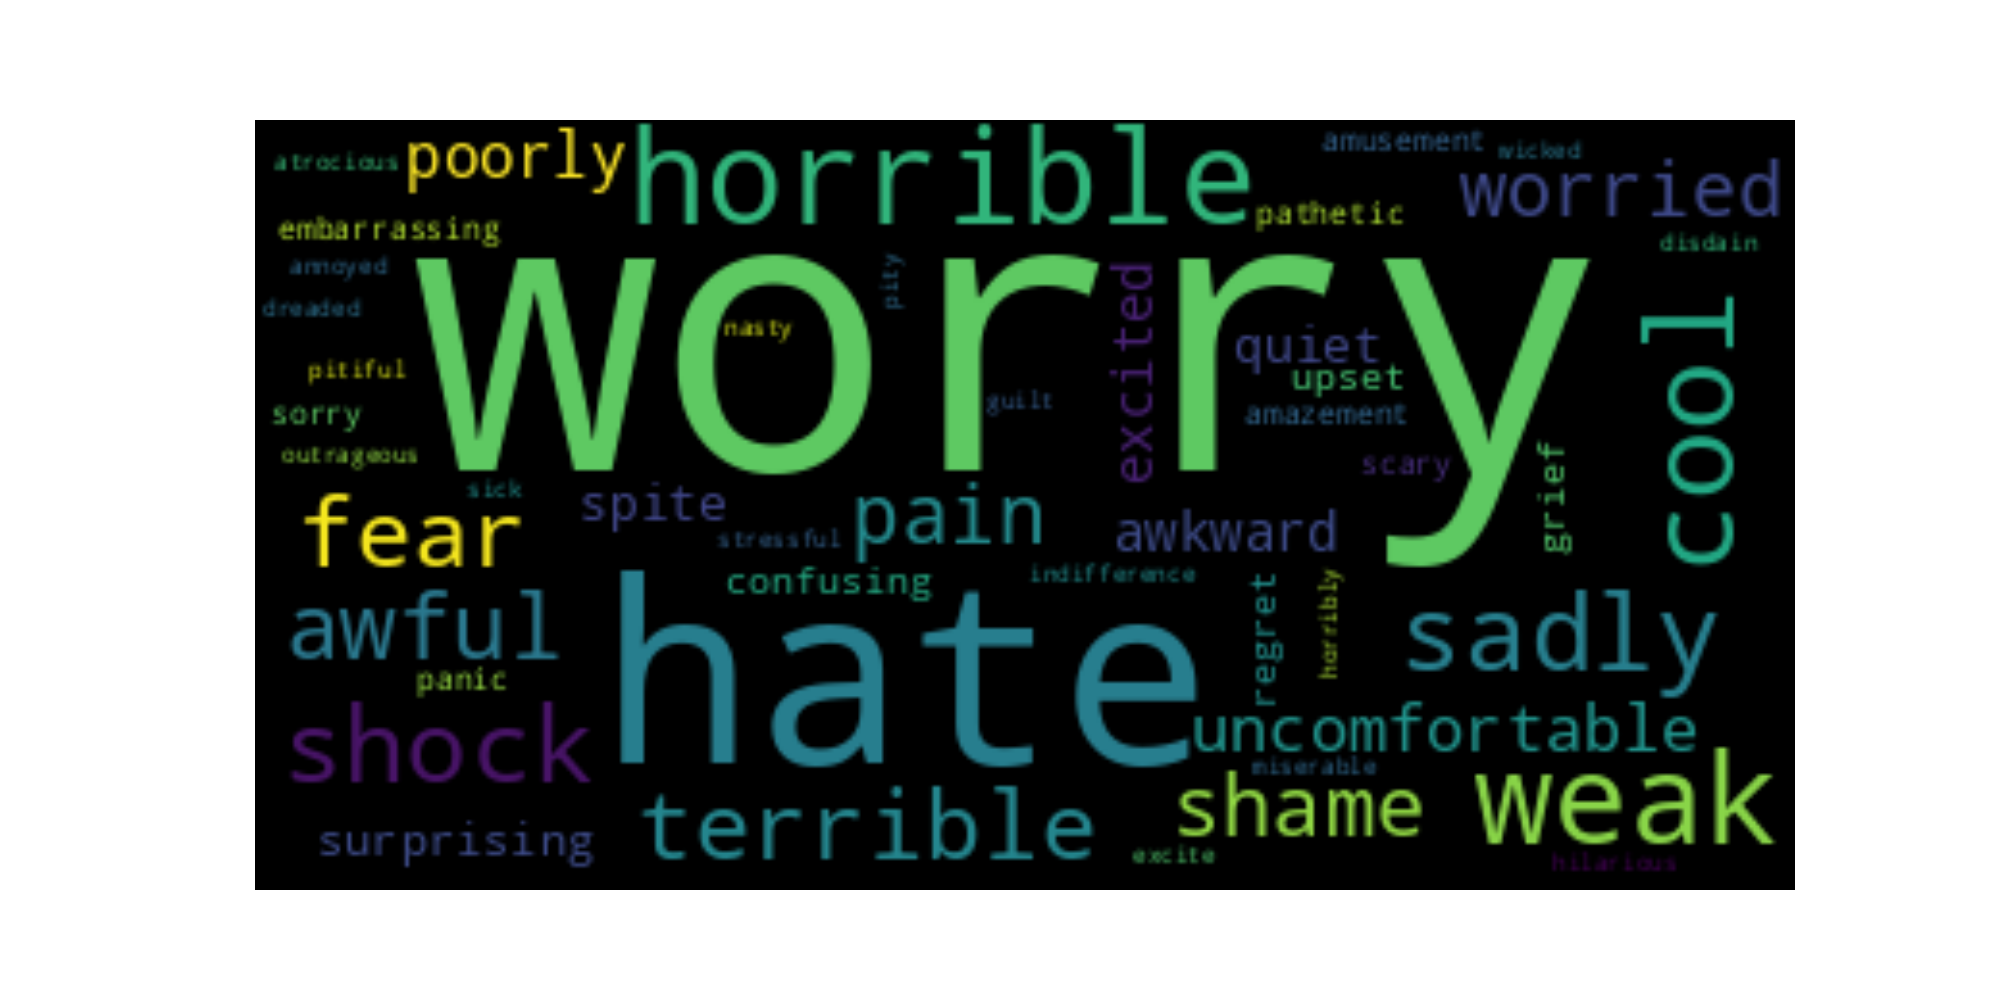 atrocious
poorly
horrible
amusement
wicked
worried
embarrassing
pathetic
disdain
annoyed
worry
pity
excited
cool
dreaded
nasty
quiet
pitiful
upset
guilt
sorry
amazement
outrageous
scary
grief
sick
spite
pain
fear
stressful
awkward
confusing
indifference
hate
regret
horribly
awful
sadly
panic
shock
uncomfortable
miserable
shame
weak
terrible
surprising
excite
hilarious